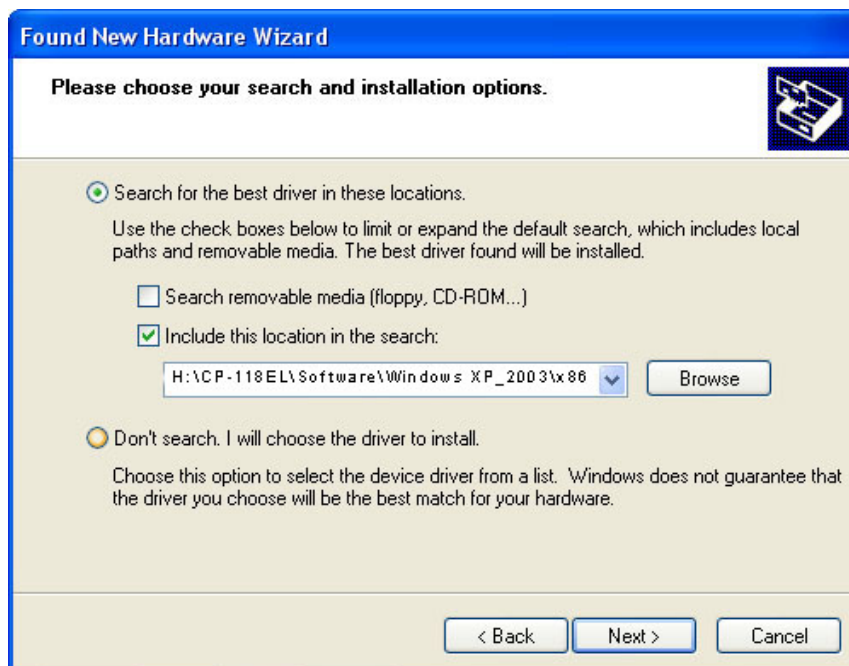 Found New Hardware Wizard
Please choose your search and installation options.
Search for the best driver in these locations.
Use the check boxes below to limit or expand the default search, which includes local
paths and removable media. The best driver found will be installed.
Search removable media (floppy, CD-ROM...)
Include this location in the search:
H:\CP-118EL\Software\Windows XP_2003\x86
Browse
Don't search. I will choose the driver to install.
Choose this option to select the device driver from a list.  Windows does not guarantee that
the driver you choose will be the best match for your hardware.
< Back
Next >
Cancel